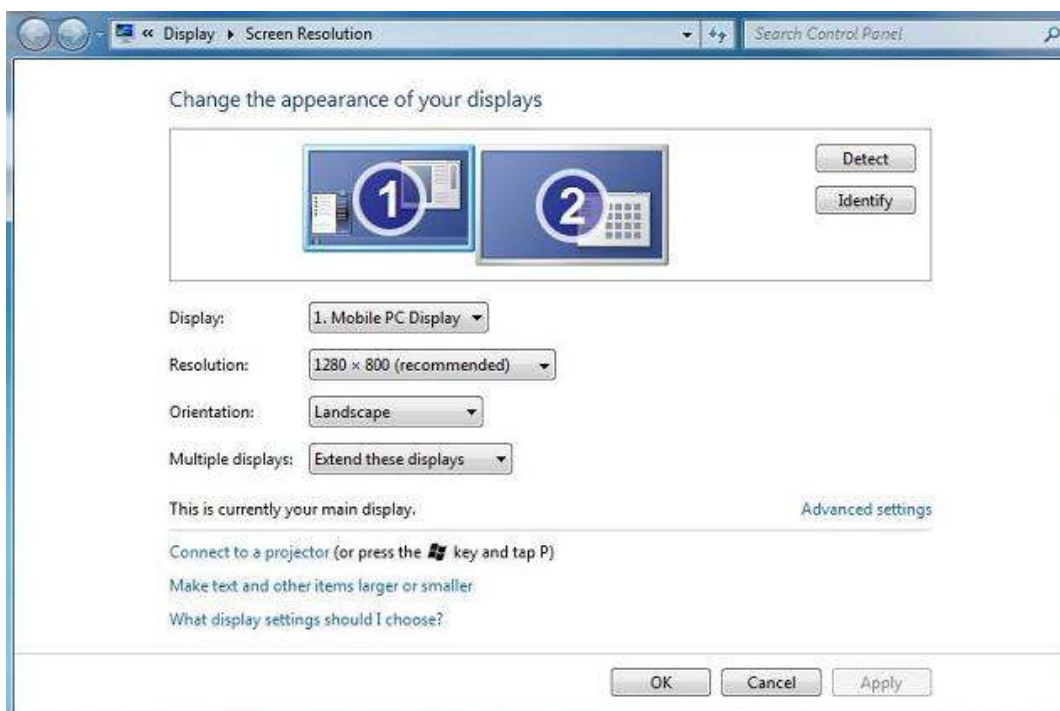 « Display ▸ Screen Resolution
Search Control Panel
Change the appearance of your displays
1
2
Detect
Identify
Display: 1. Mobile PC Display
Resolution: 1280 × 800 (recommended)
Orientation: Landscape
Multiple displays: Extend these displays
This is currently your main display. Advanced settings
Connect to a projector (or press the key and tap P)
Make text and other items larger or smaller
What display settings should I choose?
OK Cancel Apply